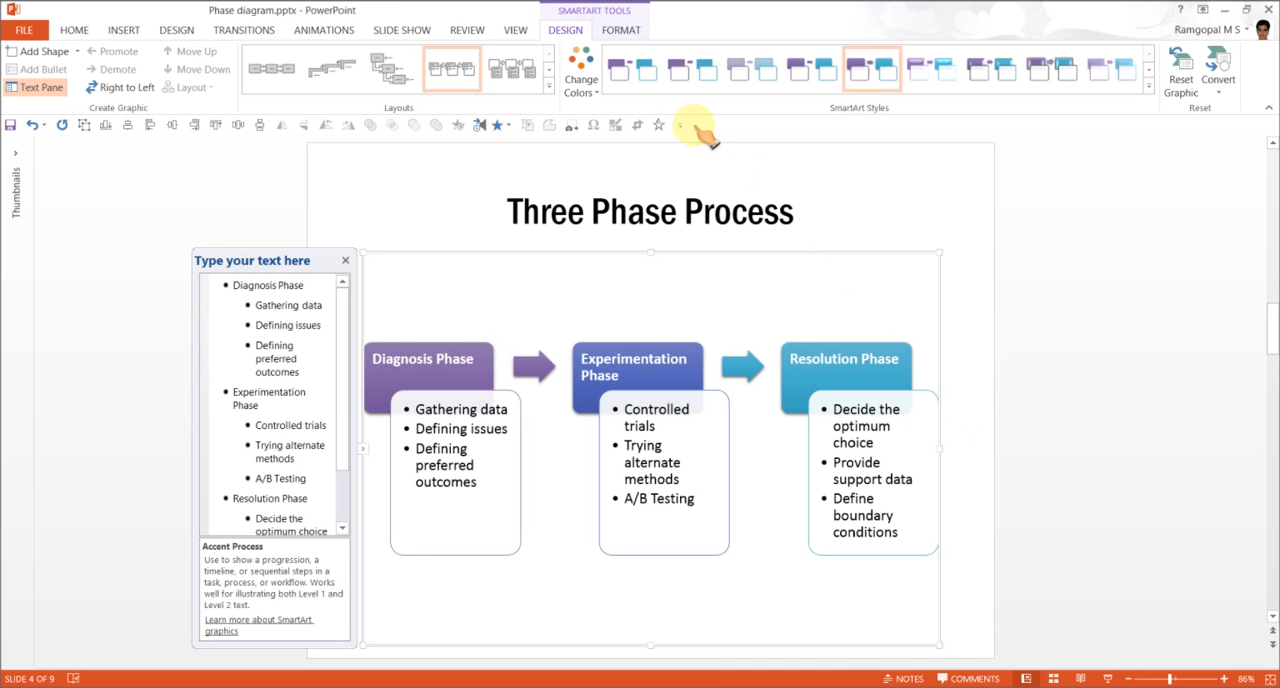 Phase diagram.pptx - PowerPoint
SMARTART TOOLS
?
FILE HOME INSERT DESIGN TRANSITIONS ANIMATIONS SLIDE SHOW REVIEW VIEW DESIGN FORMAT
Ramgopal M S
Add Shape Promote Move Up
Add Bullet Demote Move Down
Text Pane Right to Left Layout
Create Graphic
Layouts
Change
Colors
SmartArt Styles
Reset
Graphic
Convert
Reset
Thumbnails
Three Phase Process
Type your text here
Diagnosis Phase
Gathering data
Defining issues
Defining
preferred
outcomes
Experimentation
Phase
Controlled trials
Trying alternate
methods
A/B Testing
Resolution Phase
Decide the
optimum choice
Accent Process
Use to show a progression, a
timeline, or sequential steps in a
task, process, or workflow. Works
well for illustrating both Level 1 and
Level 2 text.
Learn more about SmartArt
graphics
Diagnosis Phase
• Gathering data
• Defining issues
• Defining
preferred
outcomes
Experimentation
Phase
• Controlled
trials
• Trying
alternate
methods
• A/B Testing
Resolution Phase
• Decide the
optimum
choice
• Provide
support data
• Define
boundary
conditions
SLIDE 4 OF 9
NOTES
COMMENTS
86%